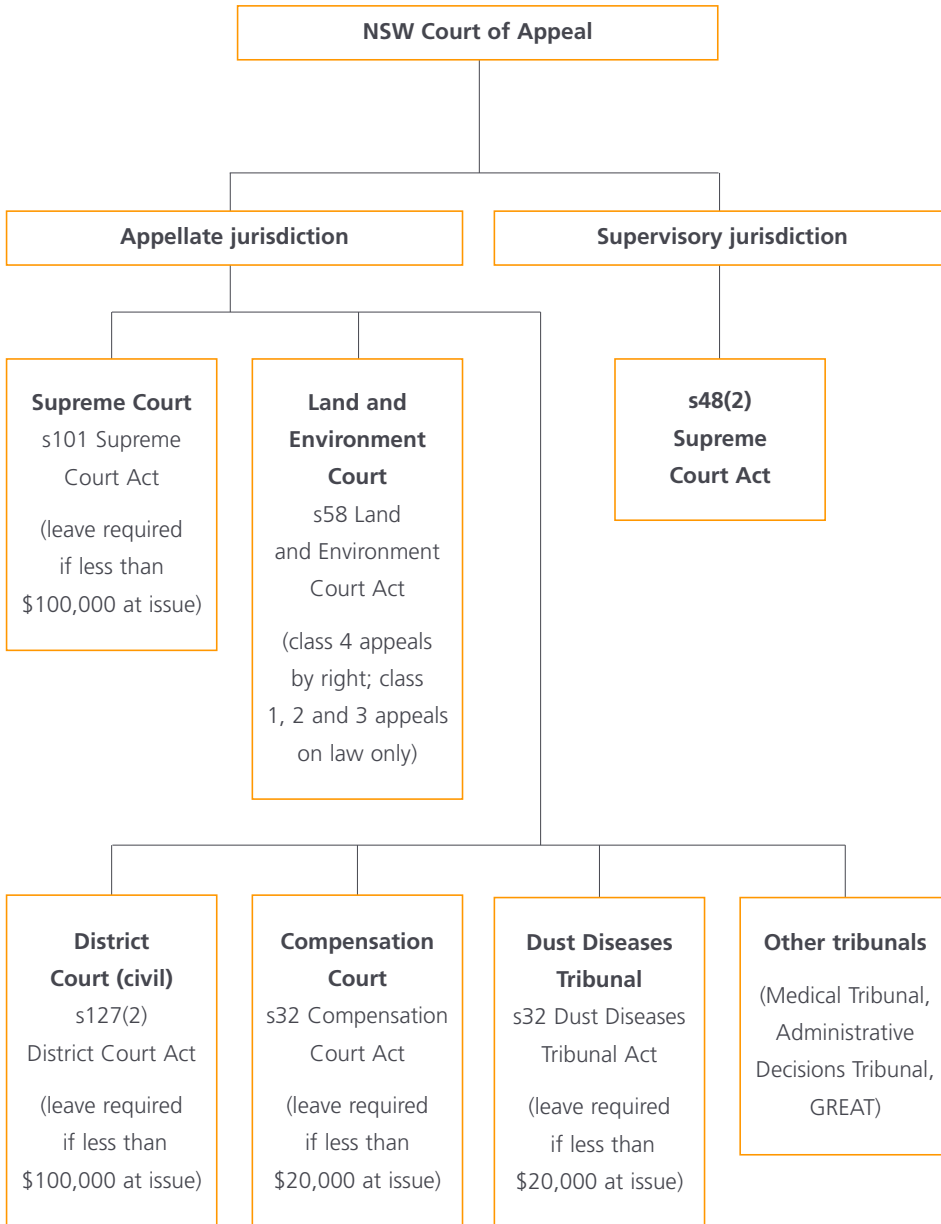 NSW Court of Appeal
Appellate jurisdiction
Supervisory jurisdiction
Supreme Court
s101 Supreme
Court Act
(leave required
if less than
$100,000 at issue)
Land and
Environment
Court
s58 Land
and Environment
Court Act
(class 4 appeals
by right; class
1, 2 and 3 appeals
on law only)
s48(2)
Supreme
Court Act
District
Court (civil)
s127(2)
District Court Act
(leave required
if less than
$100,000 at issue)
Compensation
Court
s32 Compensation
Court Act
(leave required
if less than
$20,000 at issue)
Dust Diseases
Tribunal
s32 Dust Diseases
Tribunal Act
(leave required
if less than
$20,000 at issue)
Other tribunals
(Medical Tribunal,
Administrative
Decisions Tribunal,
GREAT)